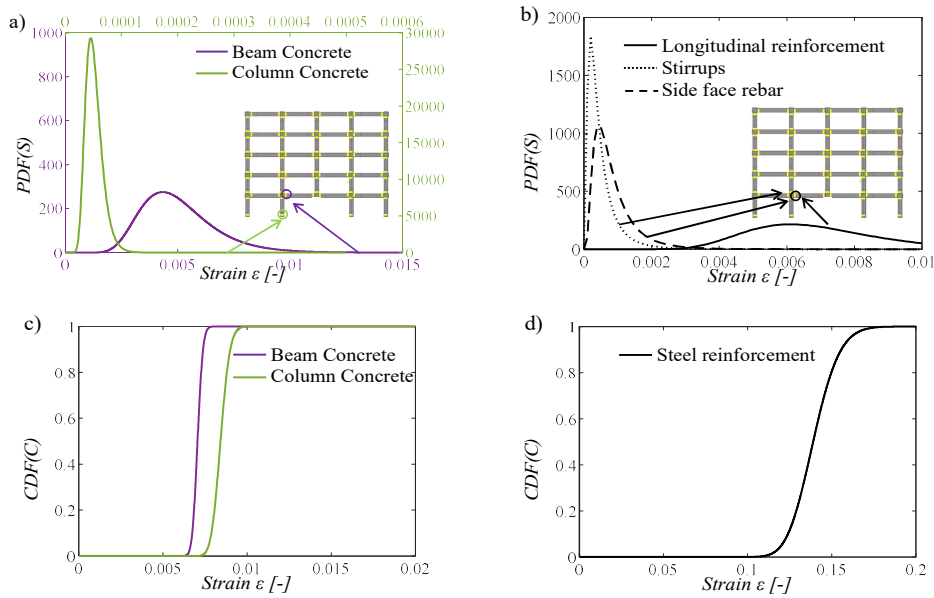 a)
0 0.0001 0.0002 0.0003 0.0004 0.0005 0.0006
1000 800 600 400 200 0
PDF(S)
30000 25000 20000 15000 10000 5000 0
Beam Concrete
Column Concrete
0 0.005 0.01 0.015
Strain ε [-]
b)
2000 1500 1000 500 0
PDF(S)
Longitudinal reinforcement
Stirrups
Side face rebar
0 0.002 0.004 0.006 0.008 0.01
Strain ε [-]
c)
1 0.8 0.6 0.4 0.2 0
CDF(C)
Beam Concrete
Column Concrete
0 0.005 0.01 0.015 0.02
Strain ε [-]
d)
1 0.8 0.6 0.4 0.2 0
CDF(C)
Steel reinforcement
0 0.05 0.1 0.15 0.2
Strain ε [-]